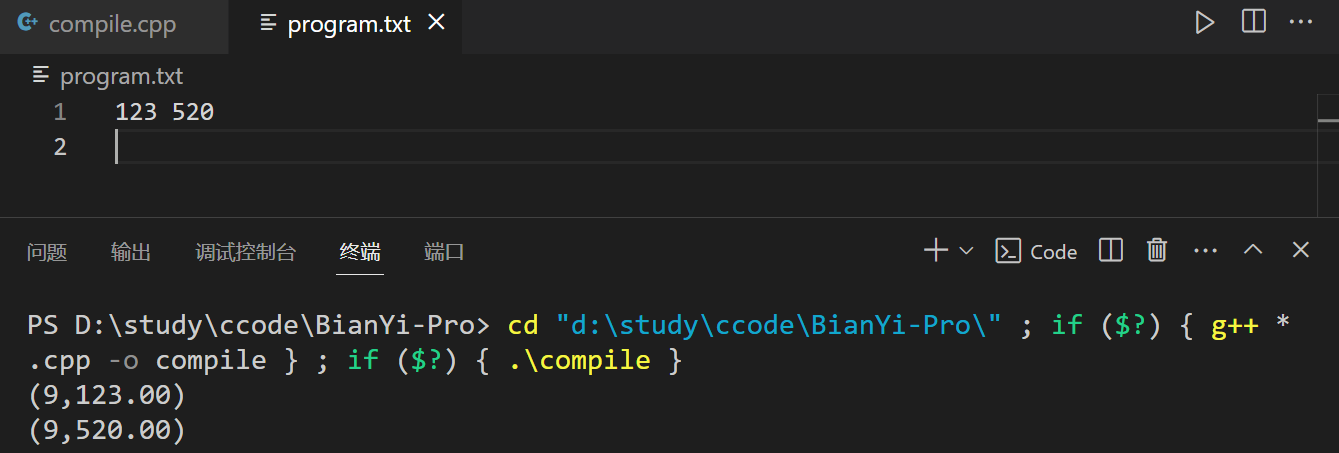 compile.cpp program.txt
program.txt
1 123 520
2
问题 输出 调试控制台 终端 端口 Code
PS D:\study\ccode\BianYi-Pro> cd "d:\study\ccode\BianYi-Pro\" ; if ($?) { g++ *
.cpp -o compile } ; if ($?) { .\compile }
(9,123.00)
(9,520.00)